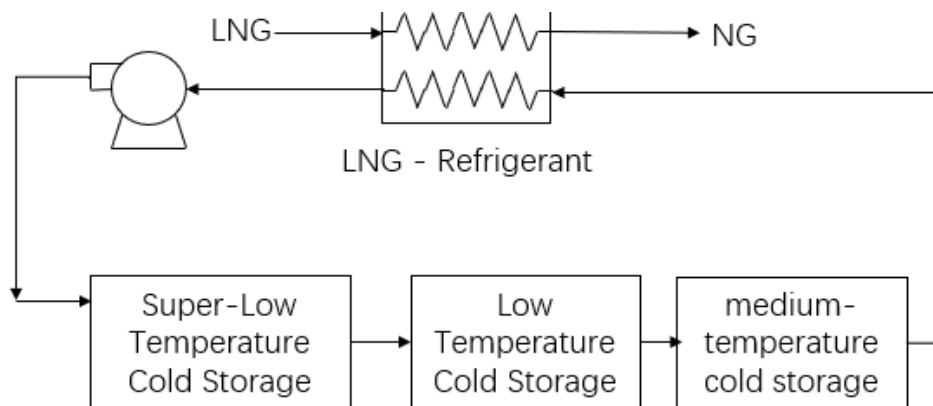 LNG
NG
LNG - Refrigerant
Super-Low
Temperature
Cold Storage
Low
Temperature
Cold Storage
medium-
temperature
cold storage